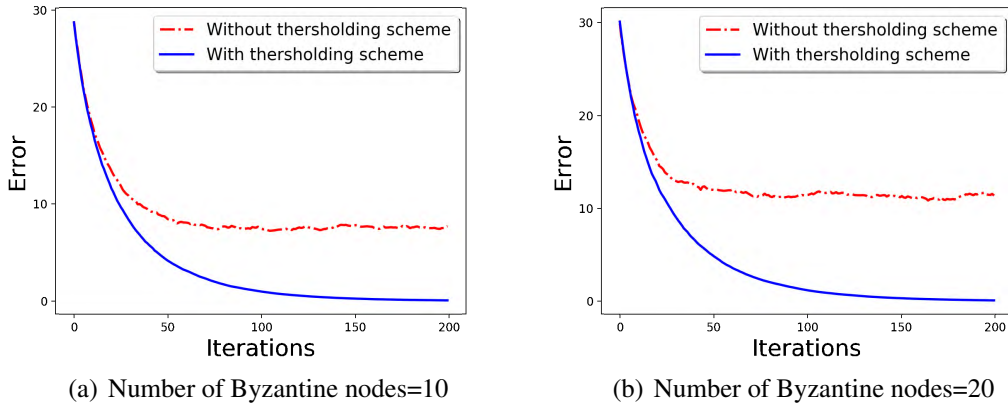 Without thersholding scheme
With thersholding scheme
30
20
10
0
Error
0 50 100 150 200
Iterations
(a) Number of Byzantine nodes=10
Without thersholding scheme
With thersholding scheme
30
20
10
0
Error
0 50 100 150 200
Iterations
(b) Number of Byzantine nodes=20